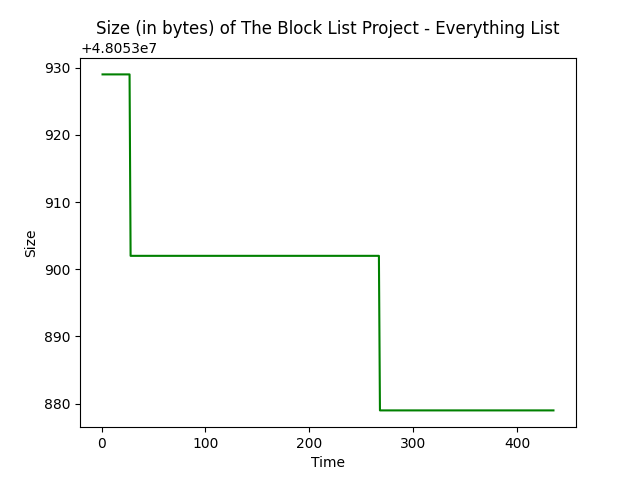 Size (in bytes) of The Block List Project - Everything List
+4.8053e7
930
920
910
900
890
880
Size
0 100 200 300 400
Time